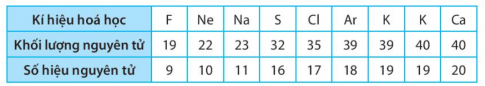 Kí hiệu hoá học F Ne Na S Cl Ar K K Ca
Khối lượng nguyên tử 19 22 23 32 35 39 39 40 40
Số hiệu nguyên tử 9 10 11 16 17 18 19 19 20